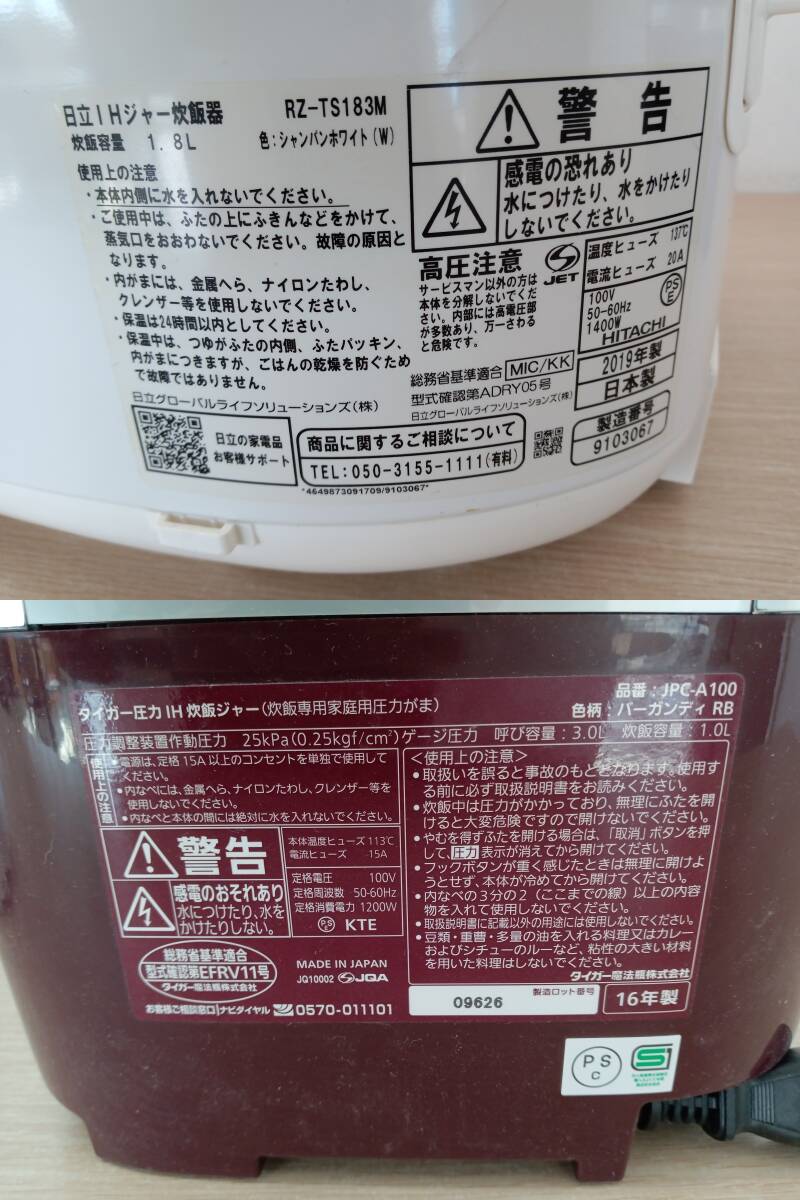 日立IHジャー炊飯器 RZ-TS183M
炊飯容量 1.8L 色:シャンパンホワイト(W)
使用上の注意
・本体内側に水を入れないでください。
・ご使用中は、ふたの上にふきんなどをかけて、
蒸気口をおおわないでください。故障の原因と
なります。
・内がまには、金属へら、ナイロンたわし、
クレンザー等を使用しないでください。
・保温は24時間以内としてください。
・保温中は、つゆがふたの内側、ふたパッキン、
内がまにつきますが、ごはんの乾燥を防ぐため
で故障ではありません。
日立グローバルライフソリューションズ(株)
日立の家電品
お客様サポート
商品に関するご相談について
TEL:050-3155-1111(有料)
*4549873091709/9103067*
警告
感電の恐れあり
水につけたり、水をかけたり
しないでください。
高圧注意
サービスマン以外の方は
本体を分解しないでくだ
さい。内部には高電圧部
が多数あり、万一さわる
と危険です。
JET
温度ヒューズ 137℃
電流ヒューズ 20A
100V
50-60Hz
1400W
PS
E
HITACHI
総務省基準適合 MIC/KK
型式確認第ADRY05号
日立グローバルライフソリューションズ(株)
2019年製
日本製
製造番号
9103067
タイガー圧力IH炊飯ジャー(炊飯専用家庭用圧力がま)
品番:JPC-A100
色柄:バーガンディ RB
圧力調整装置作動圧力 25kPa(0.25kgf/cm²)ゲージ圧力 呼び容量:3.0L 炊飯容量:1.0L
使用上の注意
・電源は、定格15A以上のコンセントを単独で使用して
ください。
・内なべには、金属へら、ナイロンたわし、クレンザー等を
使用しないでください。
・内なべと本体の間には絶対に水を入れないでください。
警告
感電のおそれあり
水につけたり、水を
かけたりしない。
本体温度ヒューズ 113℃
電流ヒューズ 15A
定格電圧 100V
定格周波数 50-60Hz
定格消費電力 1200W
PS
E
KTE
総務省基準適合
型式確認第EFRV11号
タイガー魔法瓶株式会社
MADE IN JAPAN
JQ10002 JQA
お客様ご相談窓口 ナビダイヤル 0570-011101
<使用上の注意>
・取扱いを誤ると事故のもととなります。使用す
る前に必ず取扱説明書をお読みください。
・炊飯中は圧力がかかっており、無理にふたを開
けると大変危険ですので開けないでください。
・やむを得ずふたを開ける場合は、「取消」ボタンを押
して、圧力表示が消えてから開けてください。
・フックボタンが重く感じたときは無理に開けよ
うとせず、本体が冷めてから開けてください。
・内なべの3分の2(ここまでの線)以上の内容
物を入れて使用しないでください。
・取扱説明書に記載以外の用途には使用しないでください。
・豆類・重曹・多量の油を入れる料理又はカレー
およびシチューのルーなど、粘性の大きい材料
を用いた料理はしないでください。
タイガー魔法瓶株式会社
09626 製造ロット番号
16年製
PS
C
S